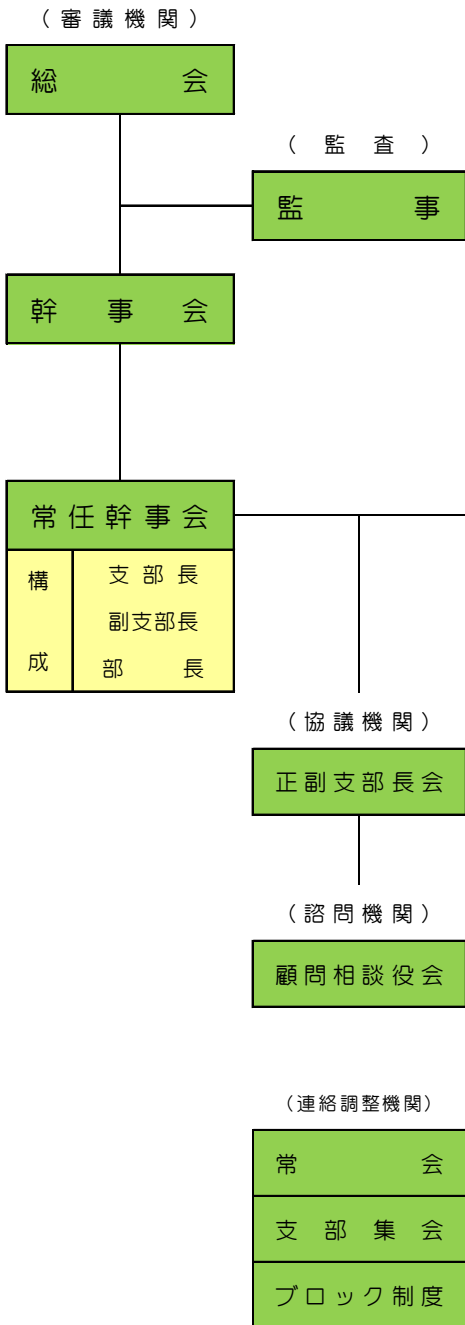 （審議機関）
総会
（監査）
監事
幹事会
常任幹事会
構成
支部長
副支部長
部長
（協議機関）
正副支部長会
（諮問機関）
顧問相談役会
（連絡調整機関）
常会
支部集会
ブロック制度